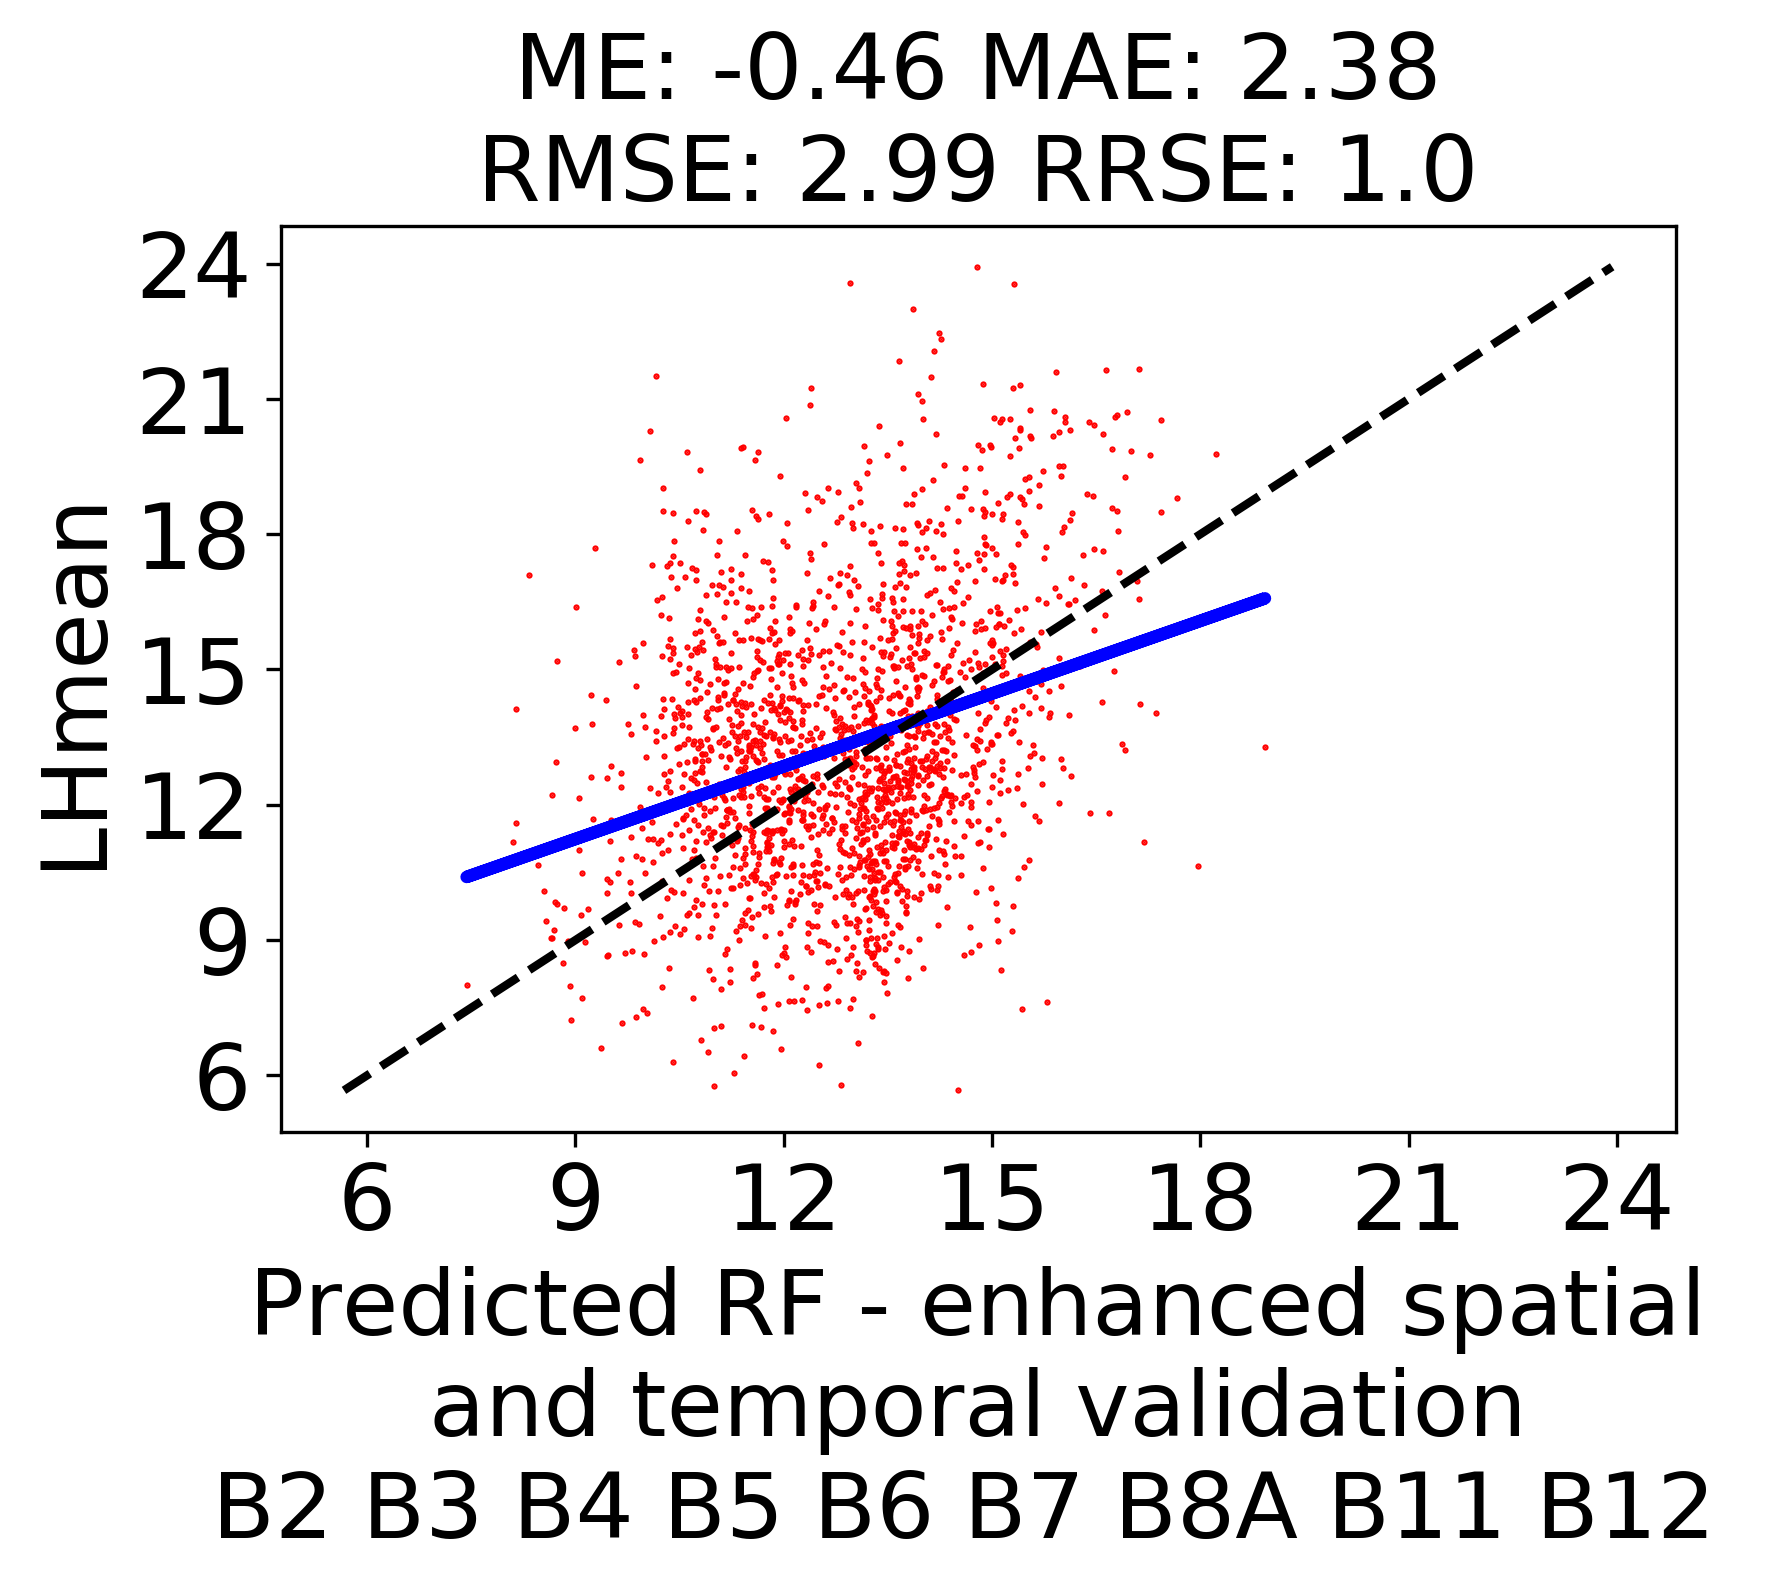 ME: -0.46 MAE: 2.38
RMSE: 2.99 RRSE: 1.0
24
21
18
15
12
9
6
LHmean
6 9 12 15 18 21 24
Predicted RF - enhanced spatial
and temporal validation
B2 B3 B4 B5 B6 B7 B8A B11 B12